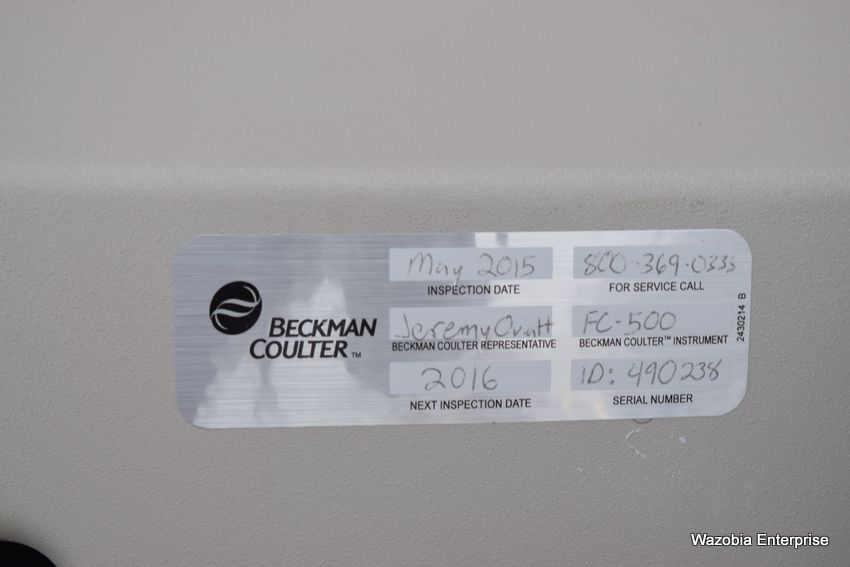 BECKMAN
COULTER™
May 2015
INSPECTION DATE
800-369-0333
FOR SERVICE CALL
Jeremy Oviatt
BECKMAN COULTER REPRESENTATIVE
FC-500
BECKMAN COULTER™ INSTRUMENT
2016
NEXT INSPECTION DATE
ID: 490238
SERIAL NUMBER
2430214 B
Wazobia Enterprise